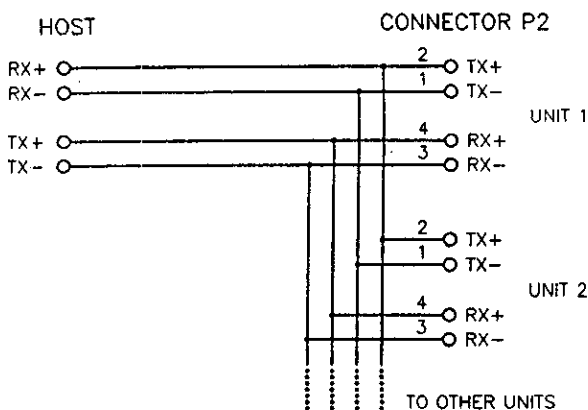 HOST CONNECTOR P2
RX+ 2 TX+
RX- 1 TX-
UNIT 1
TX+ 4 RX+
TX- 3 RX-
2 TX+
1 TX-
UNIT 2
4 RX+
3 RX-
TO OTHER UNITS